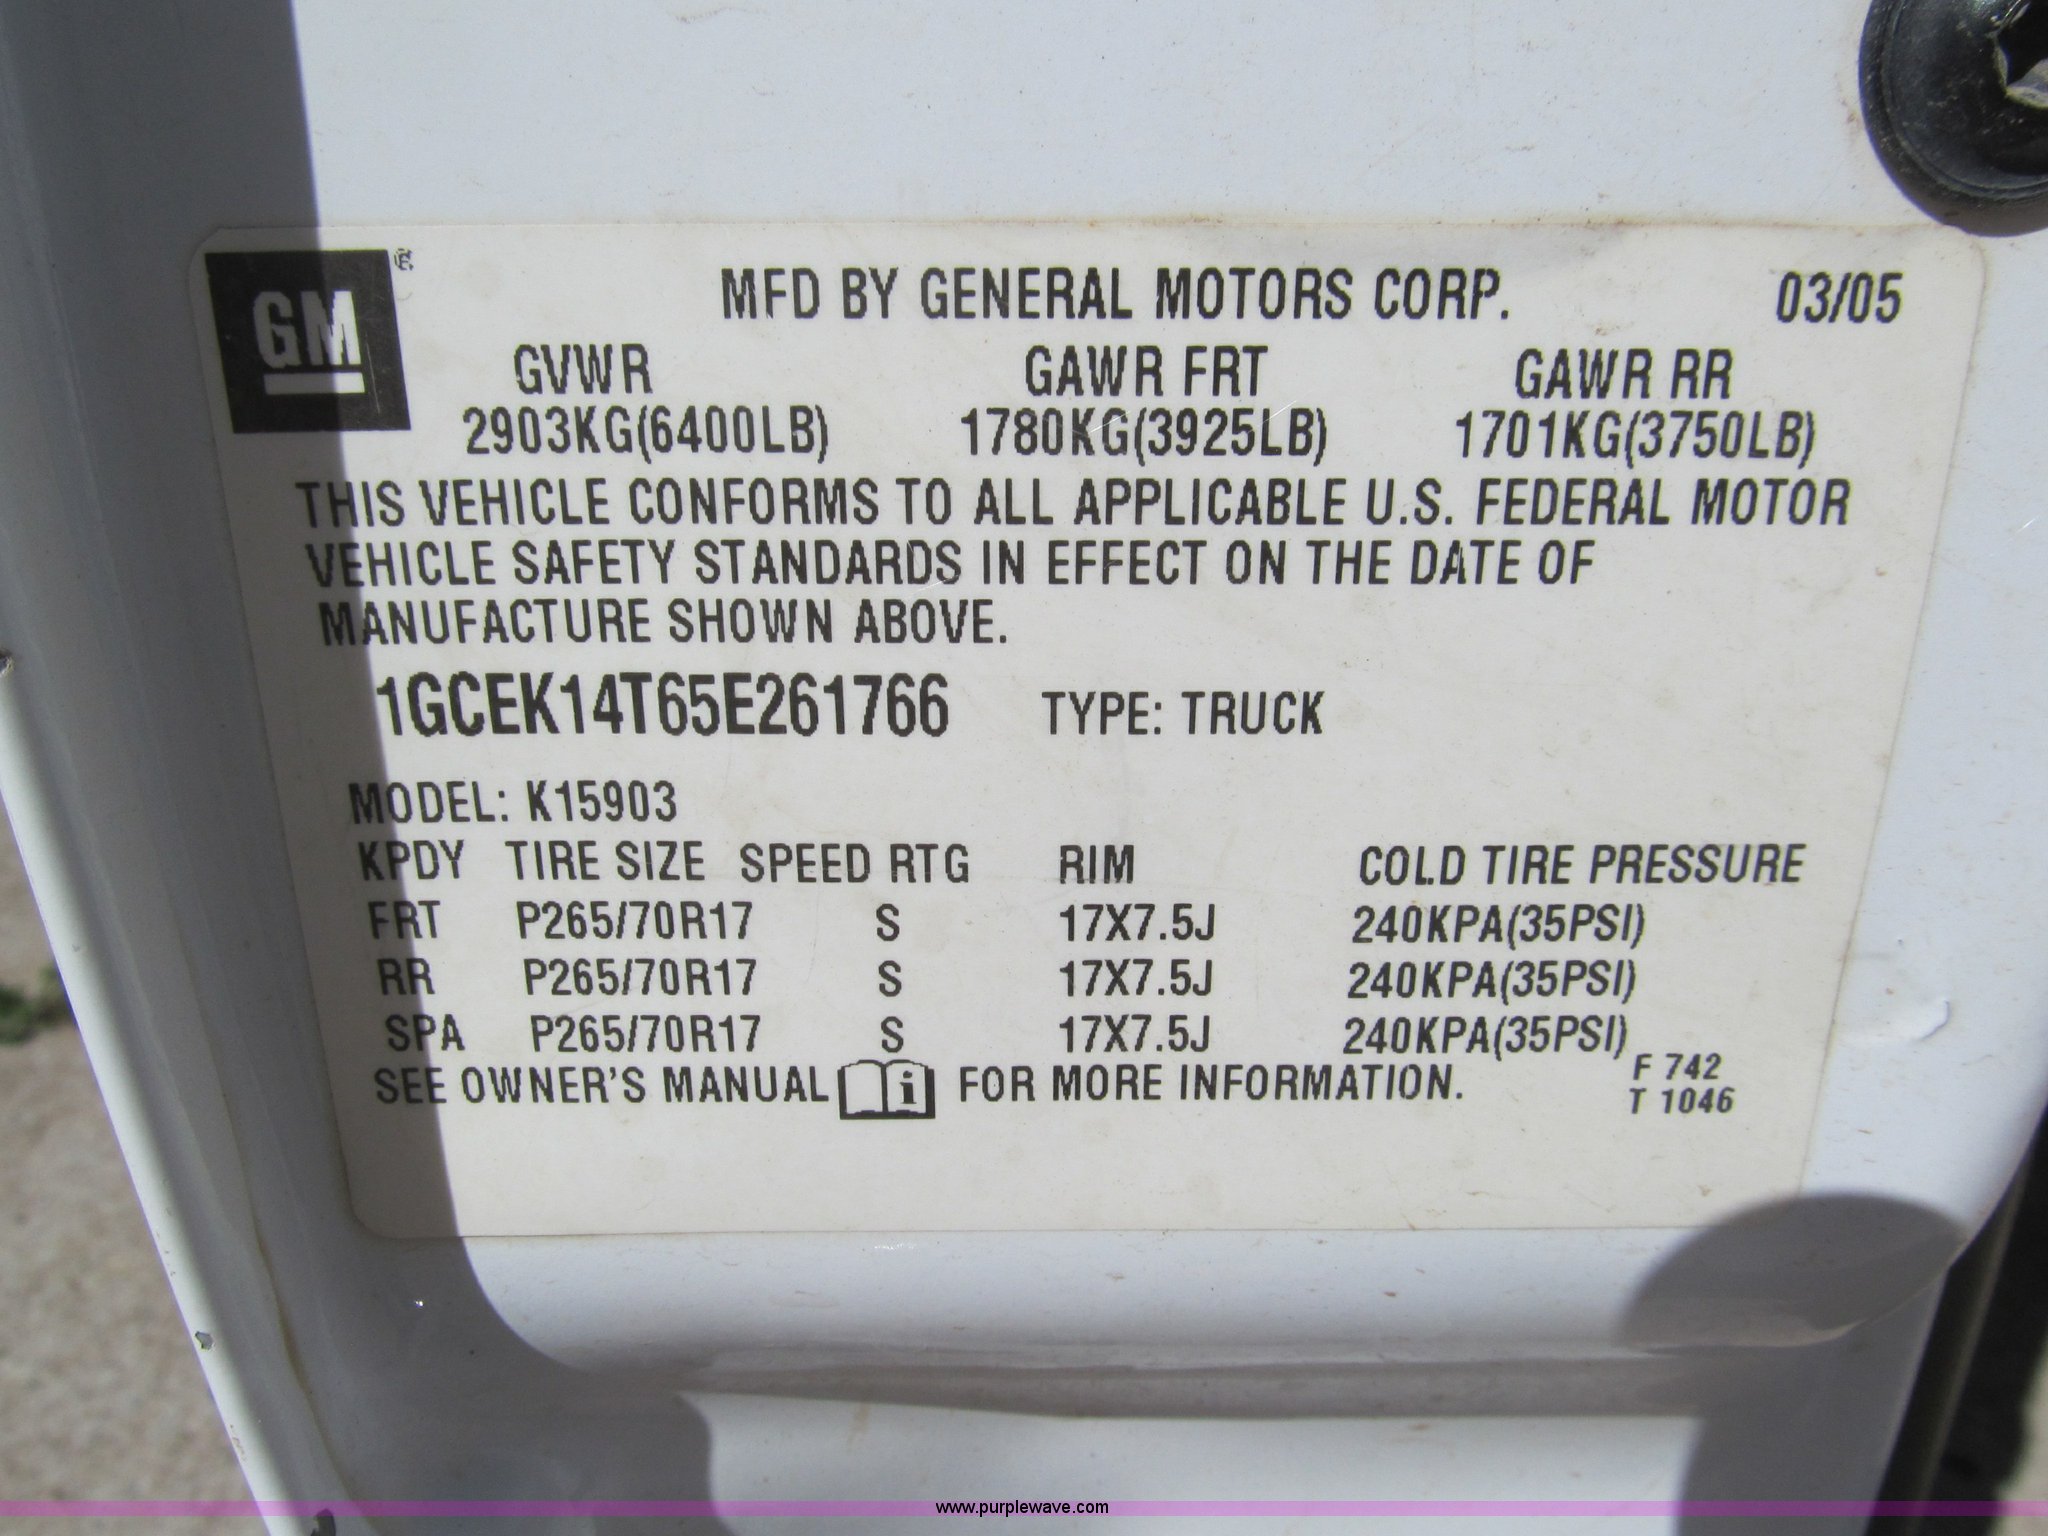 GM ®
MFD BY GENERAL MOTORS CORP. 03/05
GVWR GAWR FRT GAWR RR
2903KG(6400LB) 1780KG(3925LB) 1701KG(3750LB)
THIS VEHICLE CONFORMS TO ALL APPLICABLE U.S. FEDERAL MOTOR
VEHICLE SAFETY STANDARDS IN EFFECT ON THE DATE OF
MANUFACTURE SHOWN ABOVE.
1GCEK14T65E261766 TYPE: TRUCK
MODEL: K15903
KPDY TIRE SIZE SPEED RTG RIM COLD TIRE PRESSURE
FRT P265/70R17 S 17X7.5J 240KPA(35PSI)
RR P265/70R17 S 17X7.5J 240KPA(35PSI)
SPA P265/70R17 S 17X7.5J 240KPA(35PSI)
SEE OWNER'S MANUAL i FOR MORE INFORMATION.
F 742
T 1046
www.purplewave.com